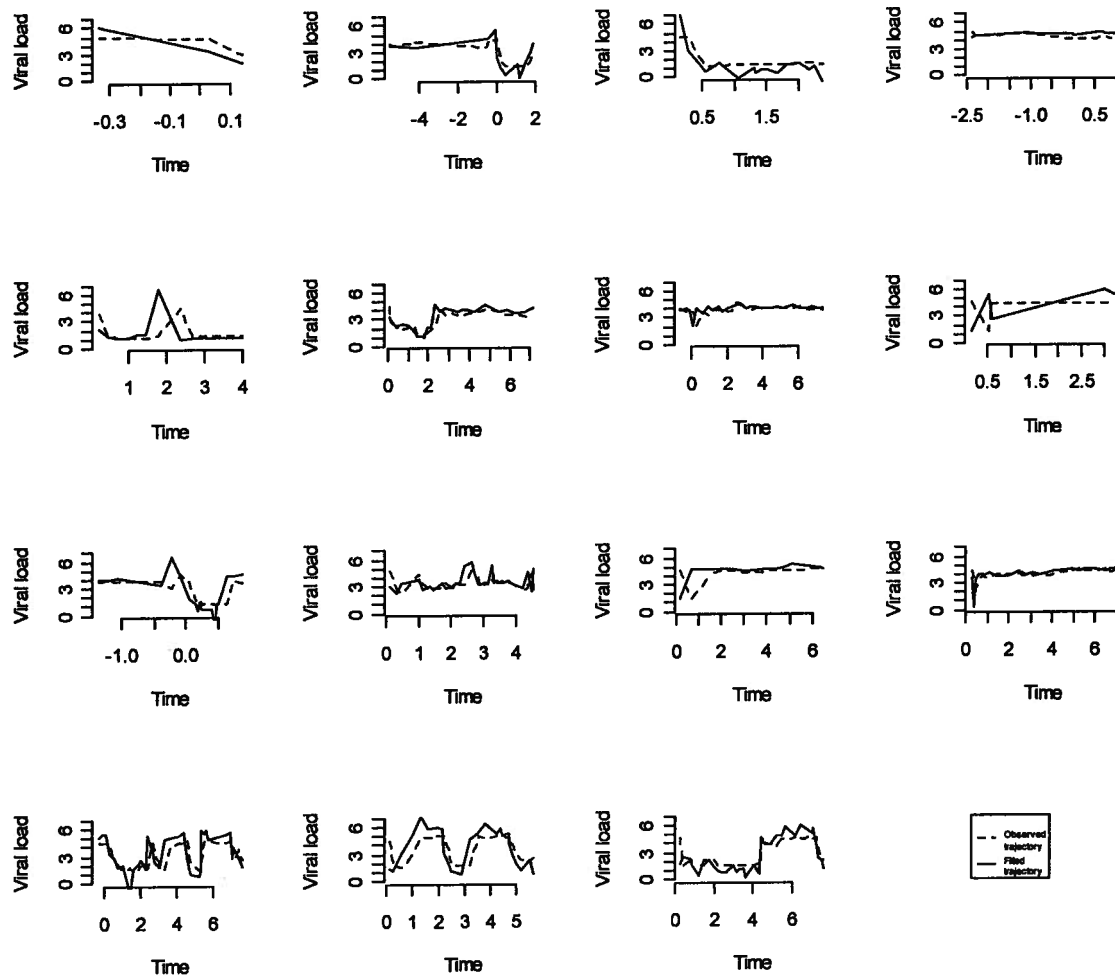 Viral load
0 3 6
-0.3 -0.1 0.1
Time
Viral load
0 3 6
-4 -2 0 2
Time
Viral load
0 3 6
0.5 1.5
Time
Viral load
0 3 6
-2.5 -1.0 0.5
Time
Viral load
0 3 6
1 2 3 4
Time
Viral load
0 3 6
0 2 4 6
Time
Viral load
0 3 6
0 2 4 6
Time
Viral load
0 3 6
0.5 1.5 2.5
Time
Viral load
0 3 6
-1.0 0.0
Time
Viral load
0 3 6
0 1 2 3 4
Time
Viral load
0 3 6
0 2 4 6
Time
Viral load
0 3 6
0 2 4 6
Time
Viral load
0 3 6
0 2 4 6
Time
Viral load
0 3 6
0 1 2 3 4 5
Time
Viral load
0 3 6
0 2 4 6
Time
Observed
trajectory
Fitted
trajectory